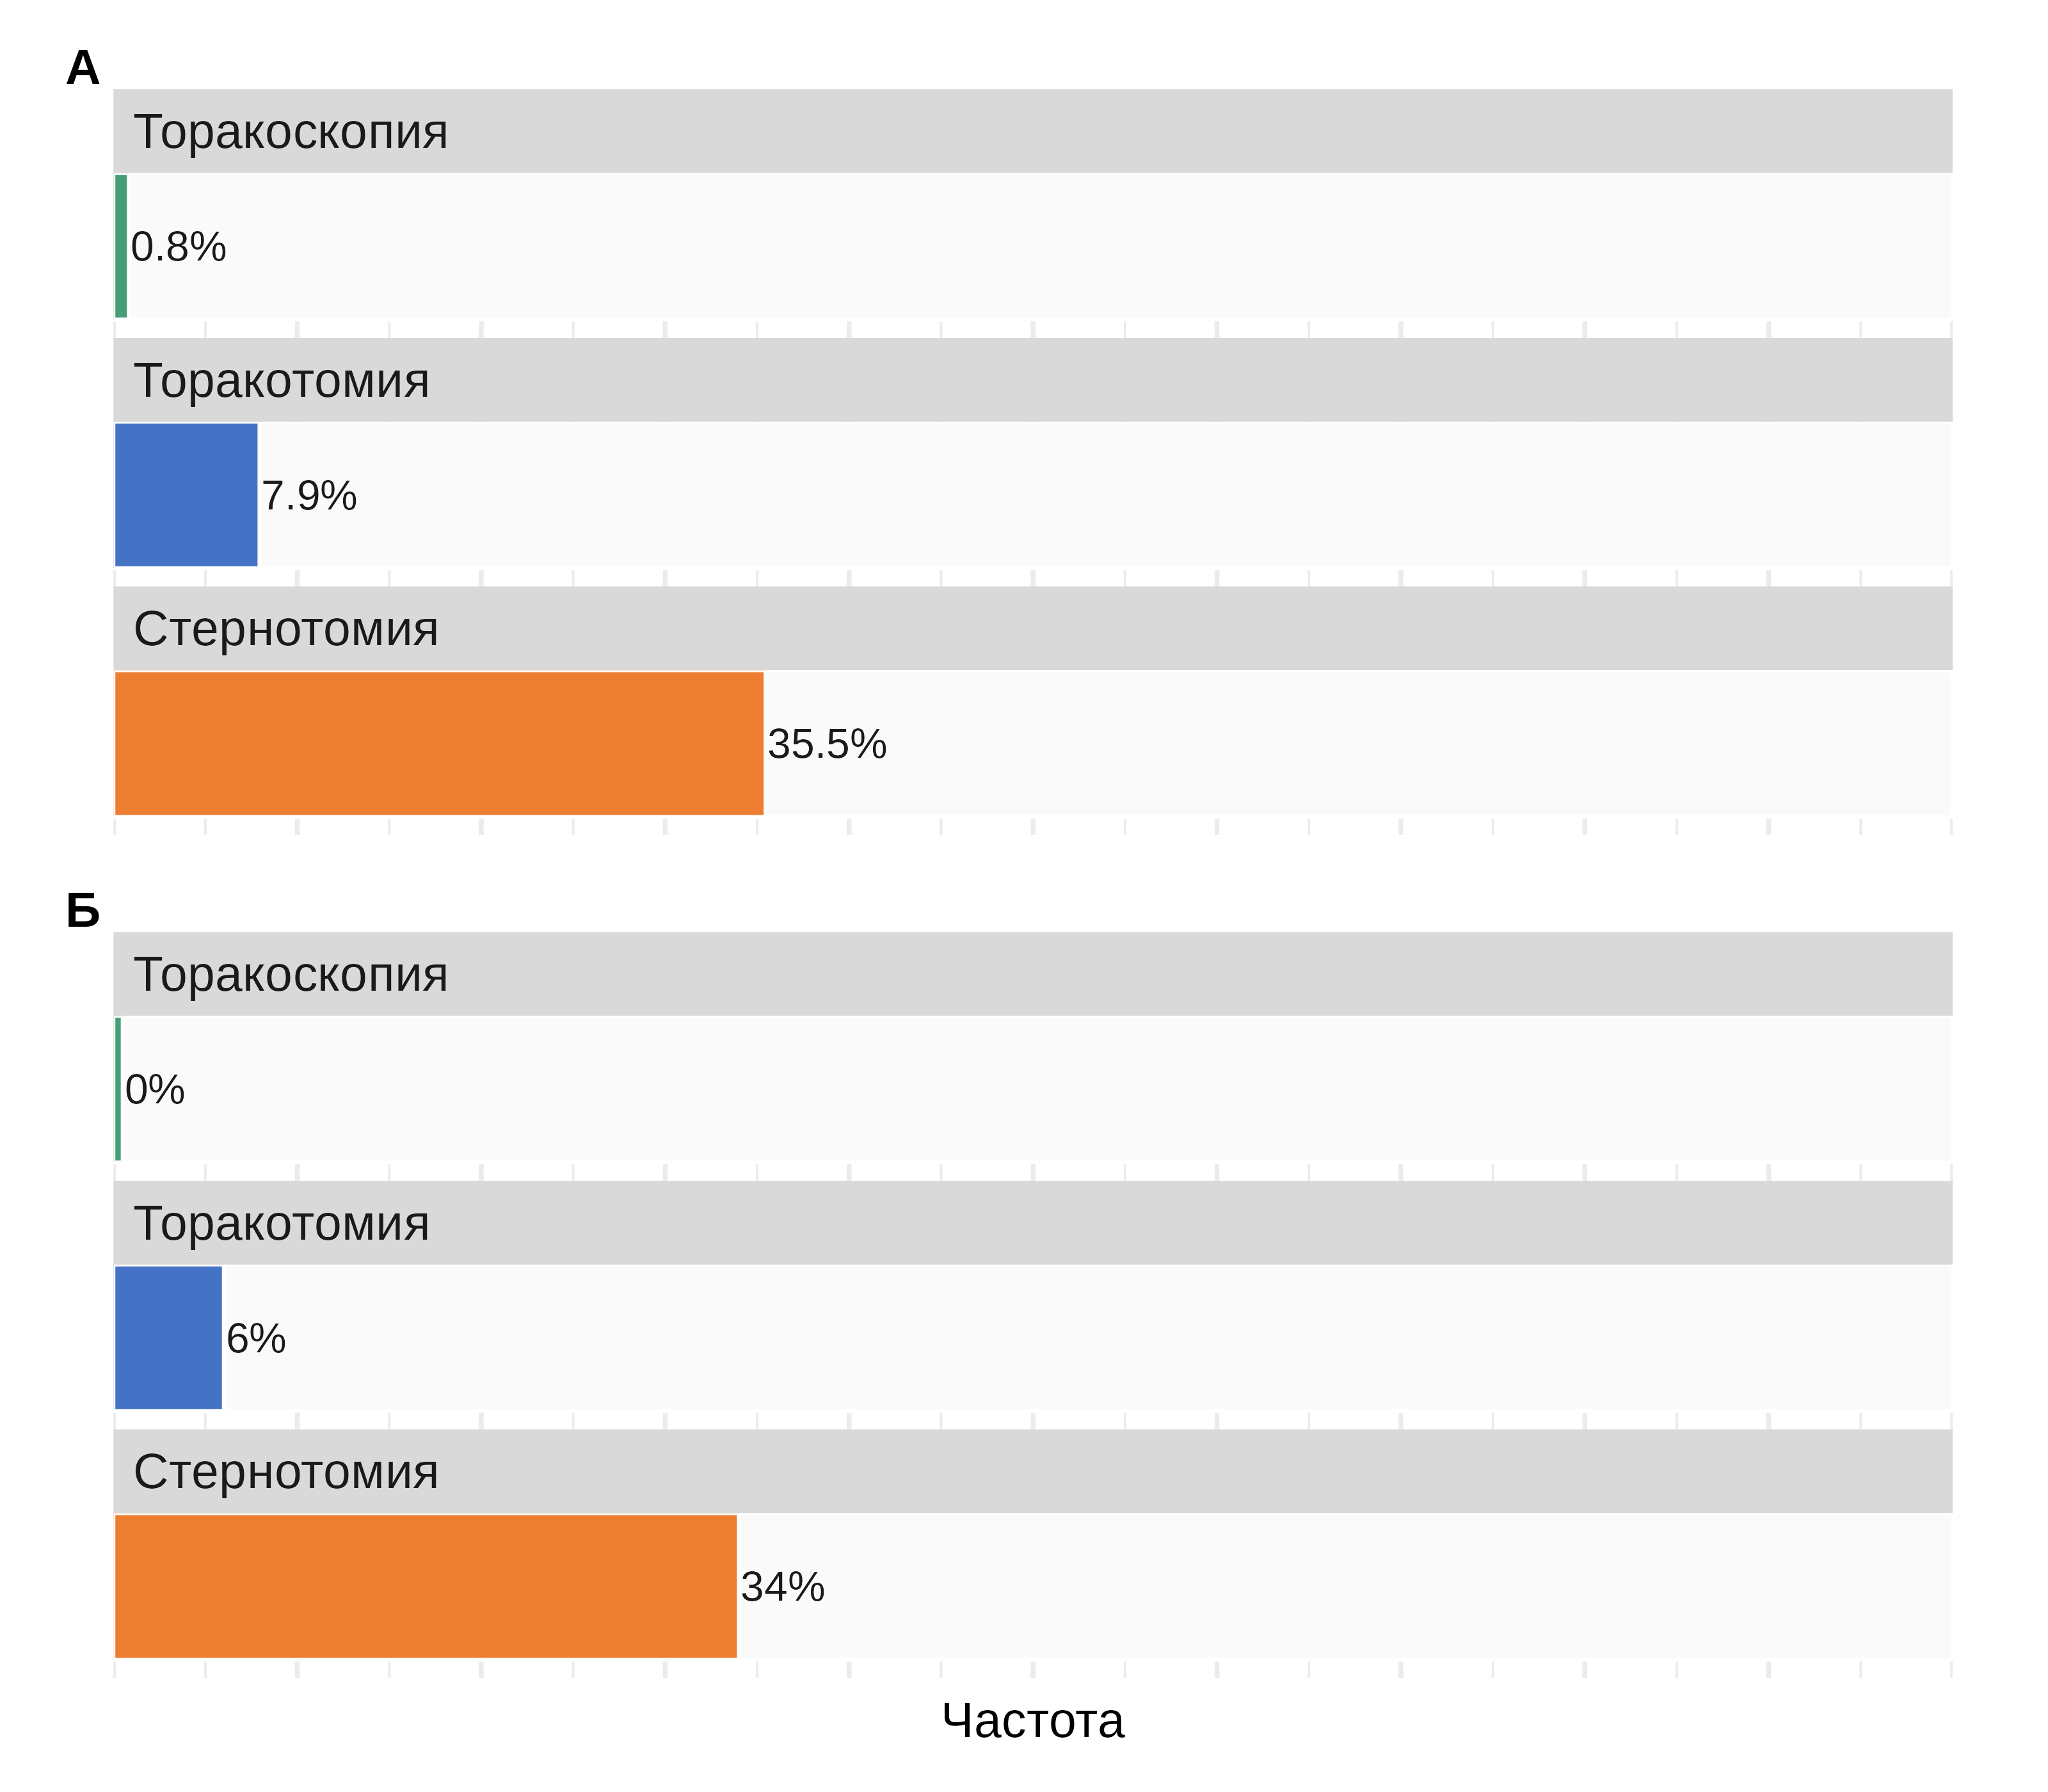 А
Торакоскопия
0.8%
Торакотомия
7.9%
Стернотомия
35.5%
Б
Торакоскопия
0%
Торакотомия
6%
Стернотомия
34%
Частота